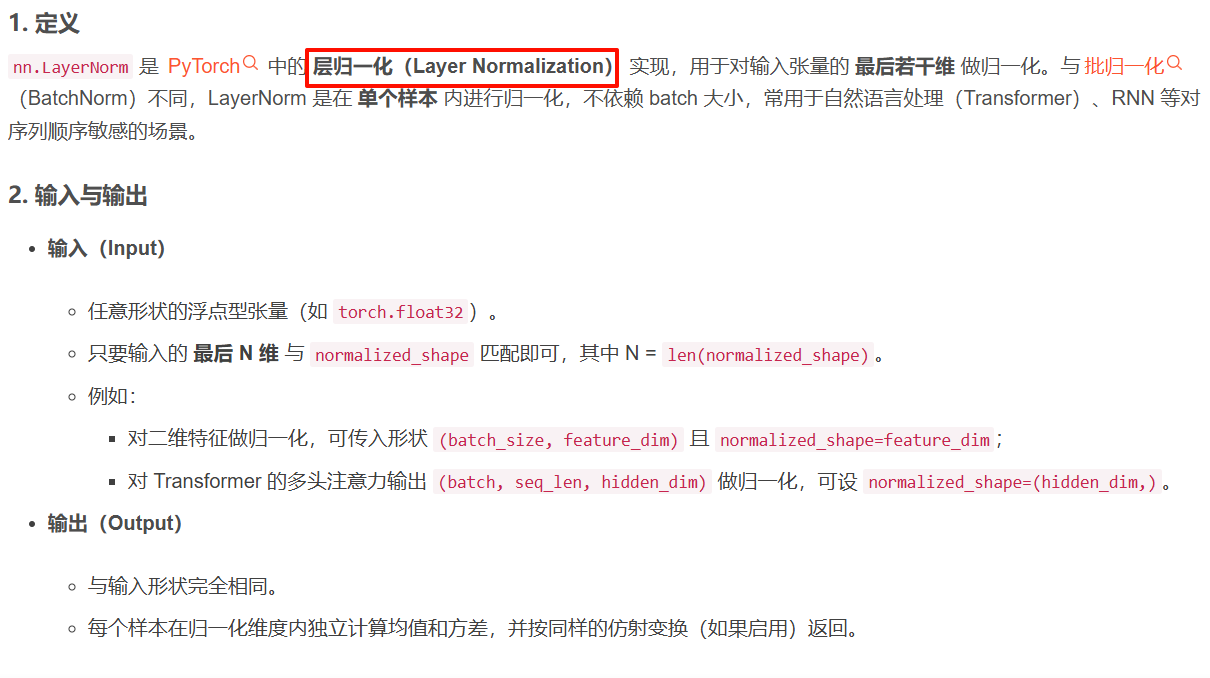 1. 定义
nn.LayerNorm 是 PyTorch 中的 层归一化（Layer Normalization） 实现，用于对输入张量的 最后若干维 做归一化。与 批归一化
（BatchNorm）不同，LayerNorm 是在 单个样本 内进行归一化，不依赖 batch 大小，常用于自然语言处理（Transformer）、RNN 等对
序列顺序敏感的场景。
2. 输入与输出
• 输入（Input）
◦ 任意形状的浮点型张量（如 torch.float32）。
◦ 只要输入的 最后 N 维 与 normalized_shape 匹配即可，其中 N = len(normalized_shape)。
◦ 例如：
▪ 对二维特征做归一化，可传入形状 (batch_size, feature_dim) 且 normalized_shape=feature_dim；
▪ 对 Transformer 的多头注意力输出 (batch, seq_len, hidden_dim) 做归一化，可设 normalized_shape=(hidden_dim,)。
• 输出（Output）
◦ 与输入形状完全相同。
◦ 每个样本在归一化维度内独立计算均值和方差，并按同样的仿射变换（如果启用）返回。